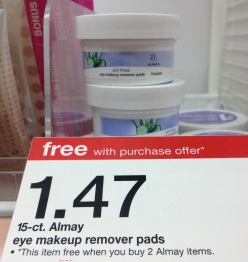 BONUS
BONUS
oil-free
eye makeup remover pads
free with purchase offer*
1.47
15-ct. Almay
eye makeup remover pads
• *This item free when you buy 2 Almay items.